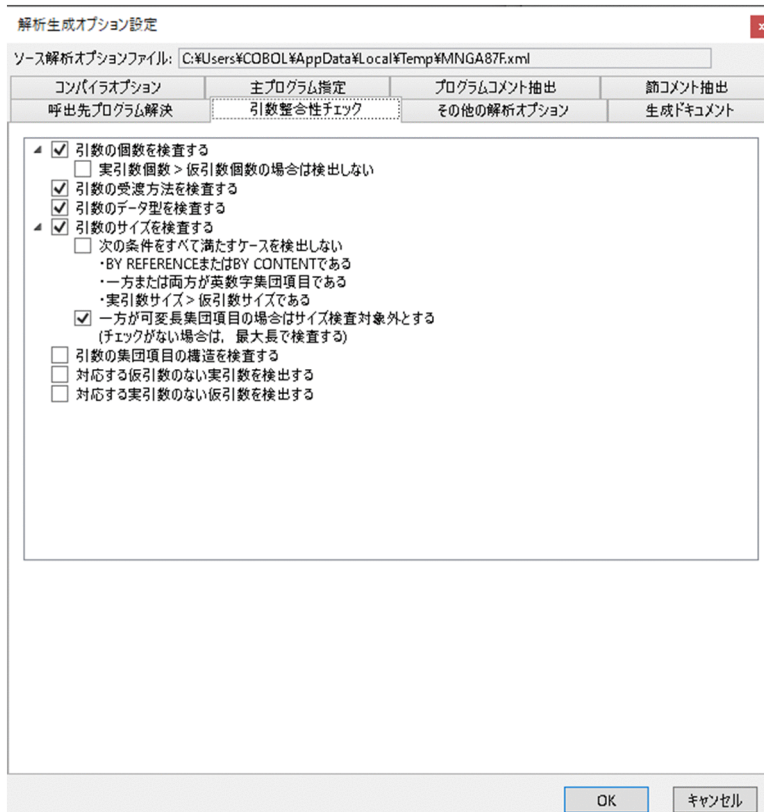 解析生成オプション設定
x
ソース解析オプションファイル: C:¥Users¥COBOL¥AppData¥Local¥Temp¥MNGA87F.xml
コンパイラオプション 主プログラム指定 プログラムコメント抽出 節コメント抽出
呼出先プログラム解決 引数整合性チェック その他の解析オプション 生成ドキュメント
引数の個数を検査する
実引数個数 > 仮引数個数の場合は検出しない
引数の受渡方法を検査する
引数のデータ型を検査する
引数のサイズを検査する
次の条件をすべて満たすケースを検出しない
・BY REFERENCEまたはBY CONTENTである
・一方または両方が英数字集団項目である
・実引数サイズ > 仮引数サイズである
一方が可変長集団項目の場合はサイズ検査対象外とする
(チェックがない場合は, 最大長で検査する)
引数の集団項目の構造を検査する
対応する仮引数のない実引数を検出する
対応する実引数のない仮引数を検出する
OK キャンセル